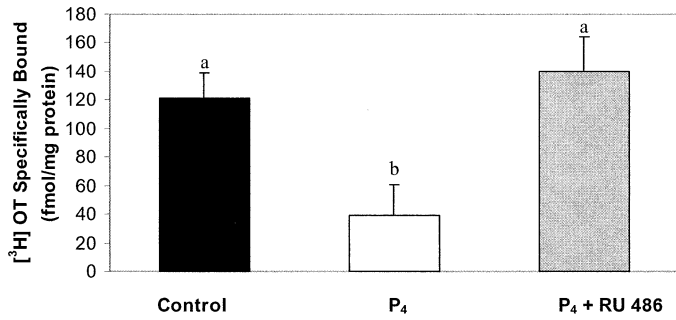 [³H] OT Specifically Bound
(fmol/mg protein)
180
160
140
120
100
80
60
40
20
0
a
b
a
Control
P₄
P₄ + RU 486